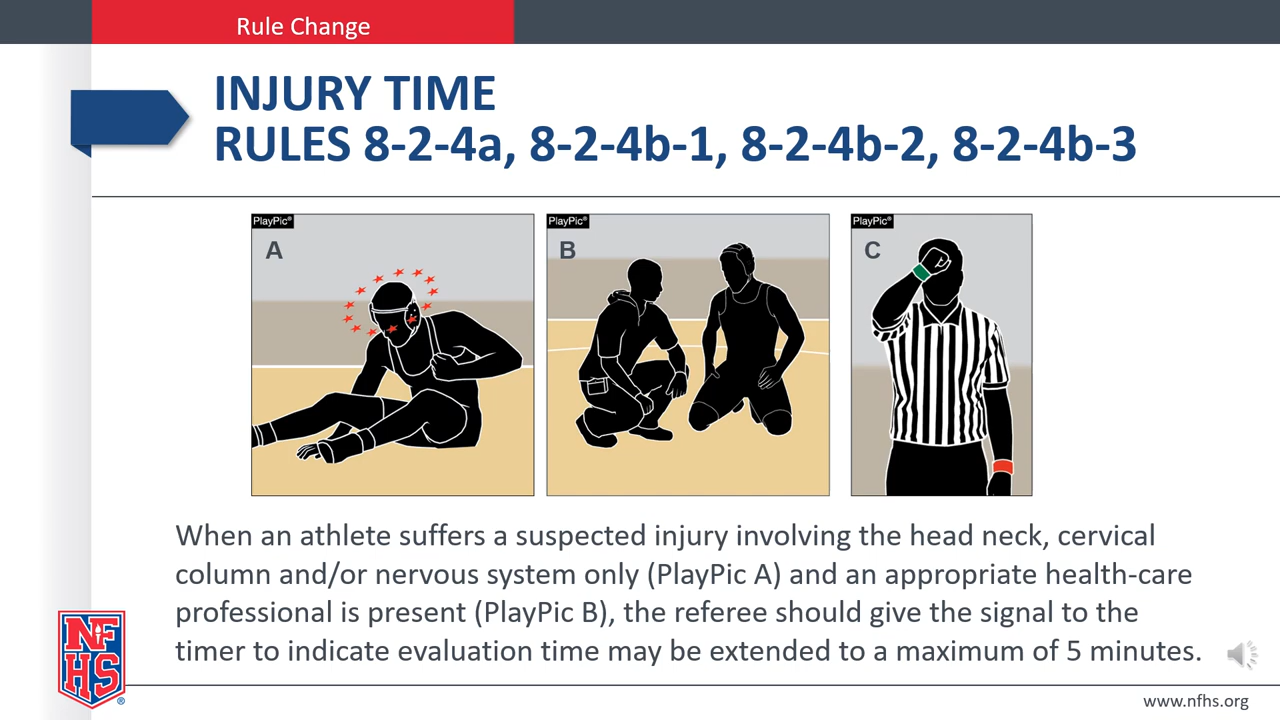 Rule Change
INJURY TIME
RULES 8-2-4a, 8-2-4b-1, 8-2-4b-2, 8-2-4b-3
PlayPic®
A
PlayPic®
B
PlayPic®
C
When an athlete suffers a suspected injury involving the head neck, cervical
column and/or nervous system only (PlayPic A) and an appropriate health-care
professional is present (PlayPic B), the referee should give the signal to the
timer to indicate evaluation time may be extended to a maximum of 5 minutes.
NF
HS®
www.nfhs.org